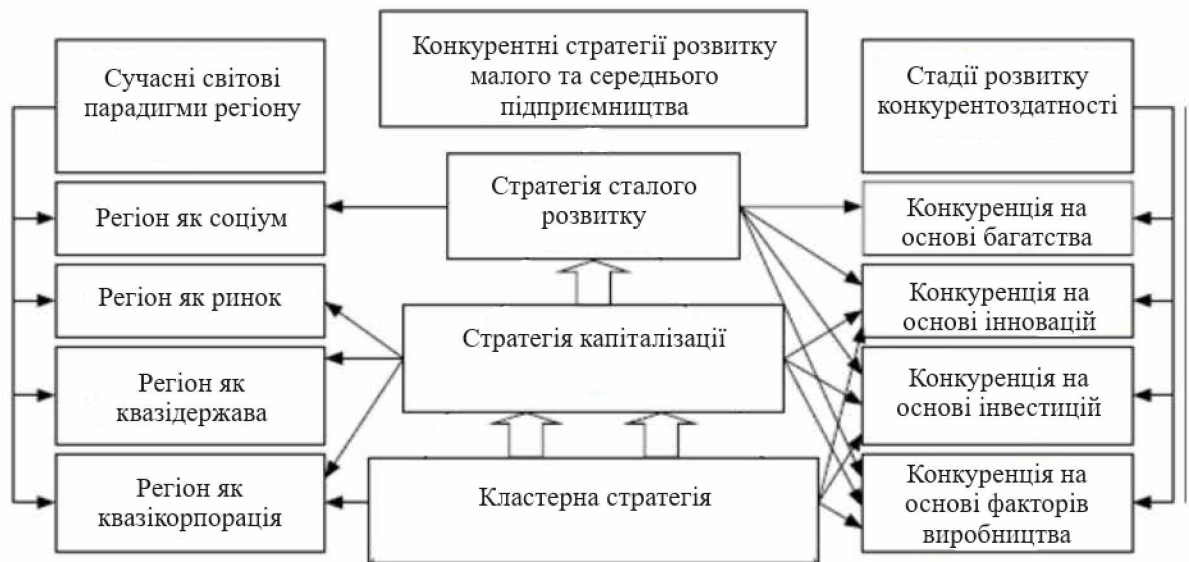 Сучасні світові
парадигми регіону
Регіон як соціум
Регіон як ринок
Регіон як
квазідержава
Регіон як
квазікорпорація
Конкурентні стратегії розвитку
малого та середнього
підприємництва
Стратегія сталого
розвитку
Стратегія капіталізації
Кластерна стратегія
Стадії розвитку
конкурентоздатності
Конкуренція на
основі багатства
Конкуренція на
основі інновацій
Конкуренція на
основі інвестицій
Конкуренція на
основі факторів
виробництва